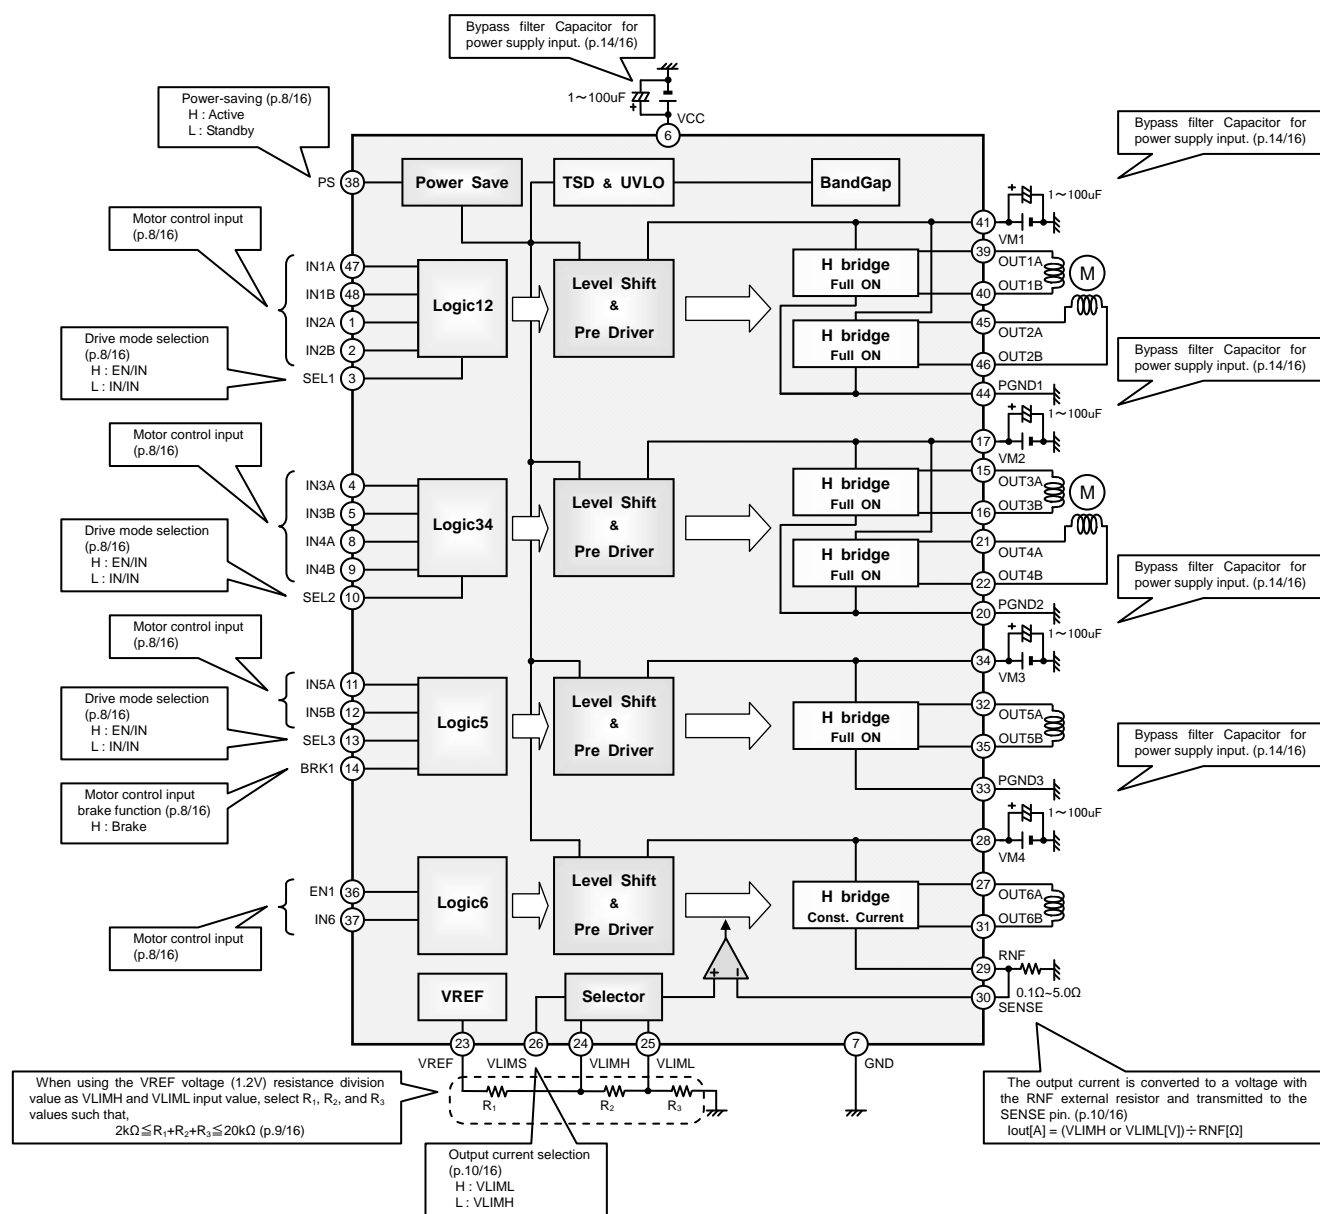 Bypass filter Capacitor for
power supply input. (p.14/16)
1～100uF
+
VCC
6
Power-saving (p.8/16)
H : Active
L : Standby
PS 38
Power Save
TSD & UVLO
BandGap
Bypass filter Capacitor for
power supply input. (p.14/16)
+
1～100uF
41
VM1
Motor control input
(p.8/16)
IN1A 47
IN1B 48
IN2A 1
IN2B 2
SEL1 3
Logic12
Level Shift
&
Pre Driver
H bridge
Full ON
H bridge
Full ON
39
OUT1A
OUT1B
40
M
45
OUT2A
OUT2B
46
PGND1
44
Drive mode selection
(p.8/16)
H : EN/IN
L : IN/IN
Bypass filter Capacitor for
power supply input. (p.14/16)
+
1～100uF
17
VM2
Motor control input
(p.8/16)
IN3A 4
IN3B 5
IN4A 8
IN4B 9
SEL2 10
Logic34
Level Shift
&
Pre Driver
H bridge
Full ON
H bridge
Full ON
15
OUT3A
OUT3B
16
M
21
OUT4A
OUT4B
22
PGND2
20
Drive mode selection
(p.8/16)
H : EN/IN
L : IN/IN
Bypass filter Capacitor for
power supply input. (p.14/16)
+
1～100uF
34
VM3
Motor control input
(p.8/16)
IN5A 11
IN5B 12
SEL3 13
BRK1 14
Logic5
Level Shift
&
Pre Driver
H bridge
Full ON
32
OUT5A
OUT5B
35
PGND3
33
Drive mode selection
(p.8/16)
H : EN/IN
L : IN/IN
Motor control input
brake function (p.8/16)
H : Brake
Bypass filter Capacitor for
power supply input. (p.14/16)
+
1～100uF
28
VM4
EN1 36
IN6 37
Logic6
Level Shift
&
Pre Driver
H bridge
Const. Current
27
OUT6A
OUT6B
31
Motor control input
(p.8/16)
RNF
29
0.1Ω~5.0Ω
30
SENSE
+ −
VREF
Selector
23
VREF
26
VLIMS
24
VLIMH
25
VLIML
7
GND
R1
R2
R3
When using the VREF voltage (1.2V) resistance division
value as VLIMH and VLIML input value, select R1, R2, and R3
values such that,
2kΩ≦R1+R2+R3≦20kΩ (p.9/16)
Output current selection
(p.10/16)
H : VLIML
L : VLIMH
The output current is converted to a voltage with
the RNF external resistor and transmitted to the
SENSE pin. (p.10/16)
Iout[A] = (VLIMH or VLIML[V])÷RNF[Ω]